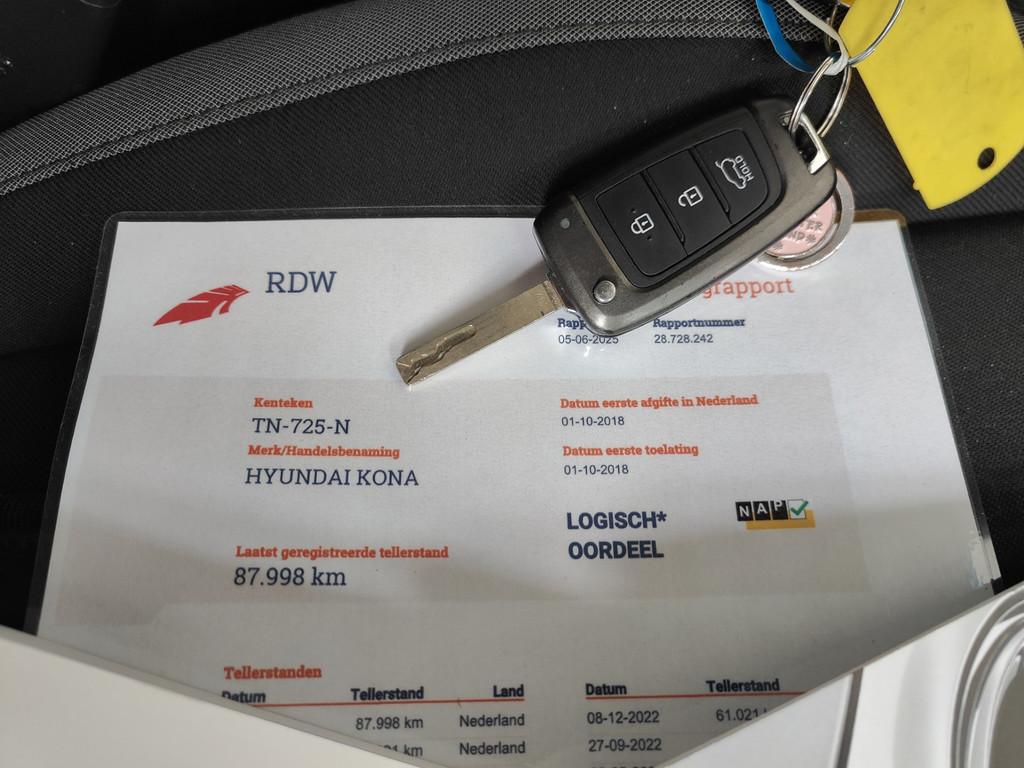 HOLD
RDW
rapport
Rapportnummer
05-06-2025 28.728.242
Kenteken
TN-725-N
Merk/Handelsbenaming
HYUNDAI KONA
Datum eerste afgifte in Nederland
01-10-2018
Datum eerste toelating
01-10-2018
LOGISCH*
OORDEEL
NAP
Laatst geregistreerde tellerstand
87.998 km
Tellerstanden
Datum Tellerstand Land
87.998 km Nederland
km Nederland
Datum Tellerstand
08-12-2022 61.021
27-09-2022